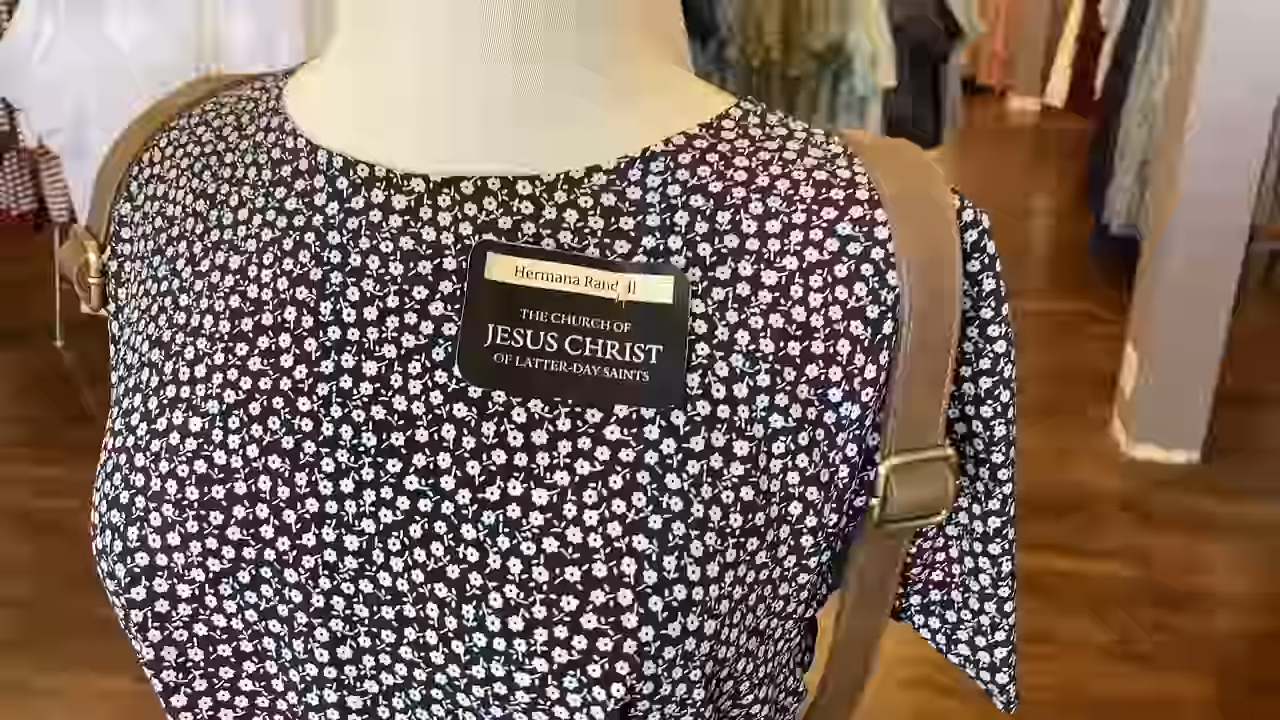 Hermana
THE CHURCH OF
JESUS CHRIST
OF LATTER-DAY SAINTS